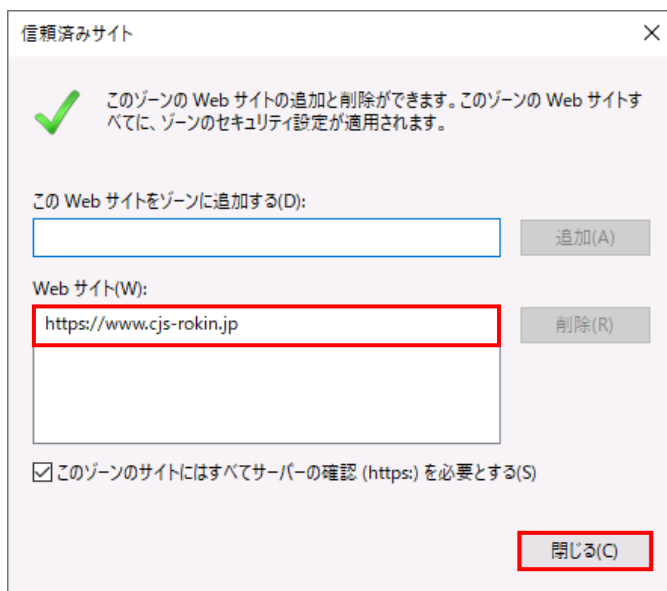 信頼済みサイト
このゾーンの Web サイトの追加と削除ができます。このゾーンの Web サイトす
べてに、ゾーンのセキュリティ設定が適用されます。
この Web サイトをゾーンに追加する(D):
追加(A)
Web サイト(W):
https://www.cjs-rokin.jp
削除(R)
このゾーンのサイトにはすべてサーバーの確認 (https:) を必要とする(S)
閉じる(C)